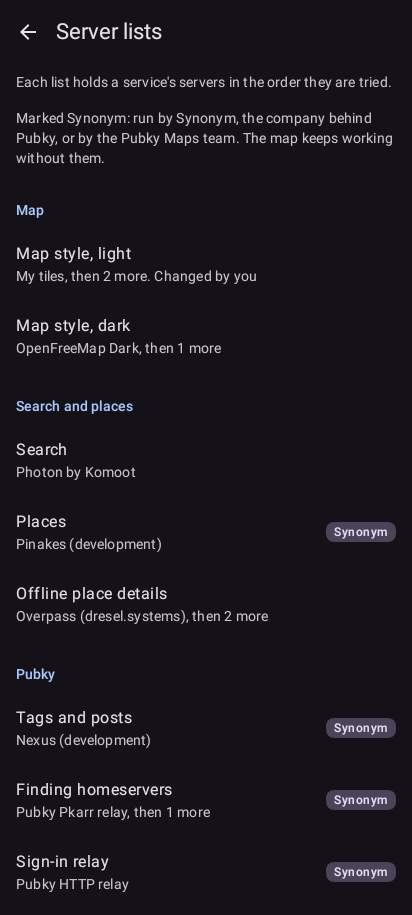 Server lists
Each list holds a service's servers in the order they are tried.
Marked Synonym: run by Synonym, the company behind
Pubky, or by the Pubky Maps team. The map keeps working
without them.
Map
Map style, light
My tiles, then 2 more. Changed by you
Map style, dark
OpenFreeMap Dark, then 1 more
Search and places
Search
Photon by Komoot
Places
Pinakes (development)
Synonym
Offline place details
Overpass (dresel.systems), then 2 more
Pubky
Tags and posts
Nexus (development)
Synonym
Finding homeservers
Pubky Pkarr relay, then 1 more
Synonym
Sign-in relay
Pubky HTTP relay
Synonym